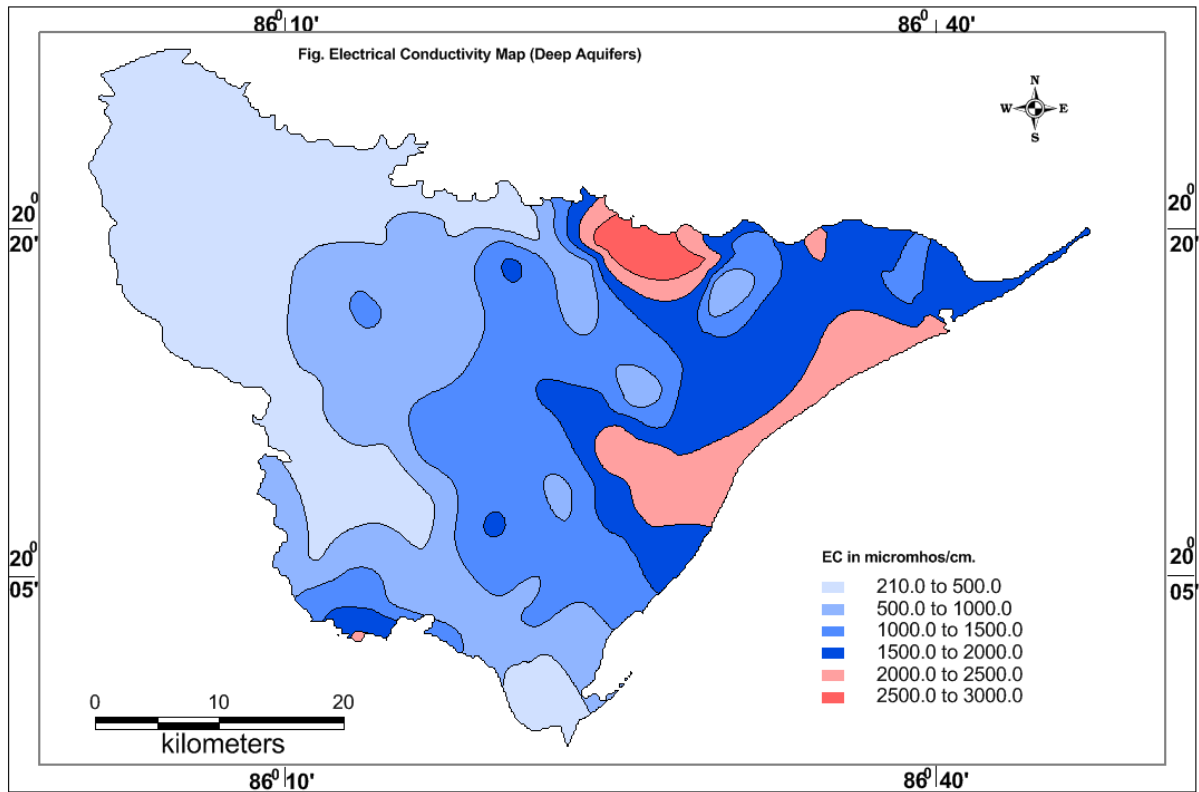 86⁰ 10'
86⁰ 40'
Fig. Electrical Conductivity Map (Deep Aquifers)
N
W E
S
20⁰
20'
20⁰
20'
20⁰
05'
20⁰
05'
EC in micromhos/cm.
210.0 to 500.0
500.0 to 1000.0
1000.0 to 1500.0
1500.0 to 2000.0
2000.0 to 2500.0
2500.0 to 3000.0
0 10 20
kilometers
86⁰ 10'
86⁰ 40'